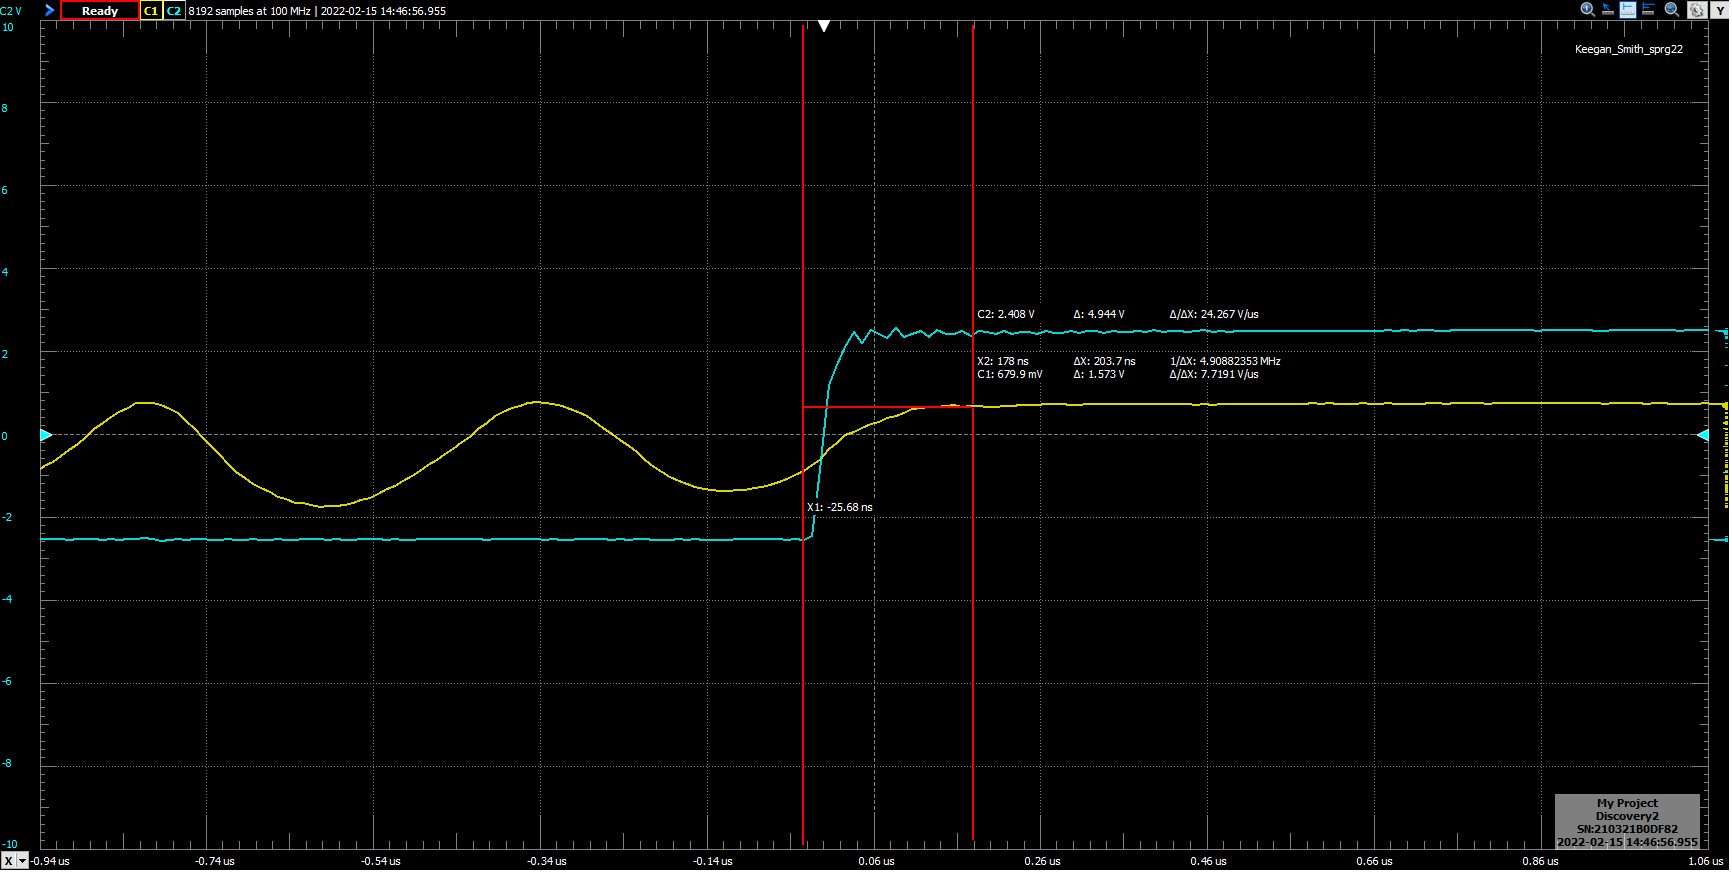 C2 V Ready C1 C2 8192 samples at 100 MHz | 2022-02-15 14:46:56.955 Y
10
Keegan_Smith_sprg22
8
6
4
C2: 2.408 V Δ: 4.944 V Δ/ΔX: 24.267 V/us
2
X2: 178 ns ΔX: 203.7 ns 1/ΔX: 4.90882353 MHz
C1: 679.9 mV Δ: 1.573 V Δ/ΔX: 7.7191 V/us
0
X1: -25.68 ns
-2
-4
-6
-8
My Project
Discovery2
SN:210321B0DF82
2022-02-15 14:46:56.955
-10
X -0.94 us -0.74 us -0.54 us -0.34 us -0.14 us 0.06 us 0.26 us 0.46 us 0.66 us 0.86 us 1.06 us